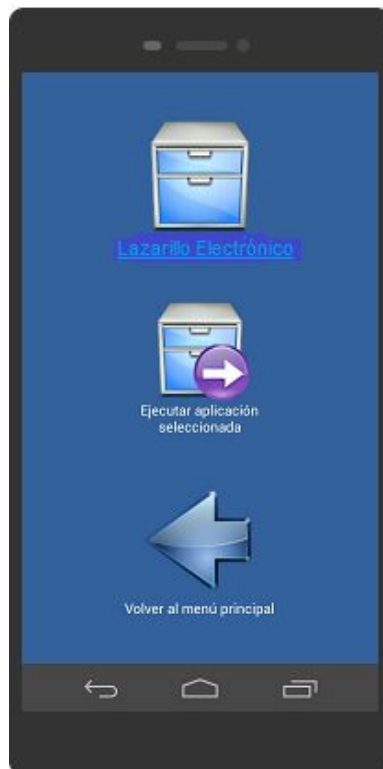 Lazarillo Electrónico
Ejecutar aplicación
seleccionada
Volver al menú principal